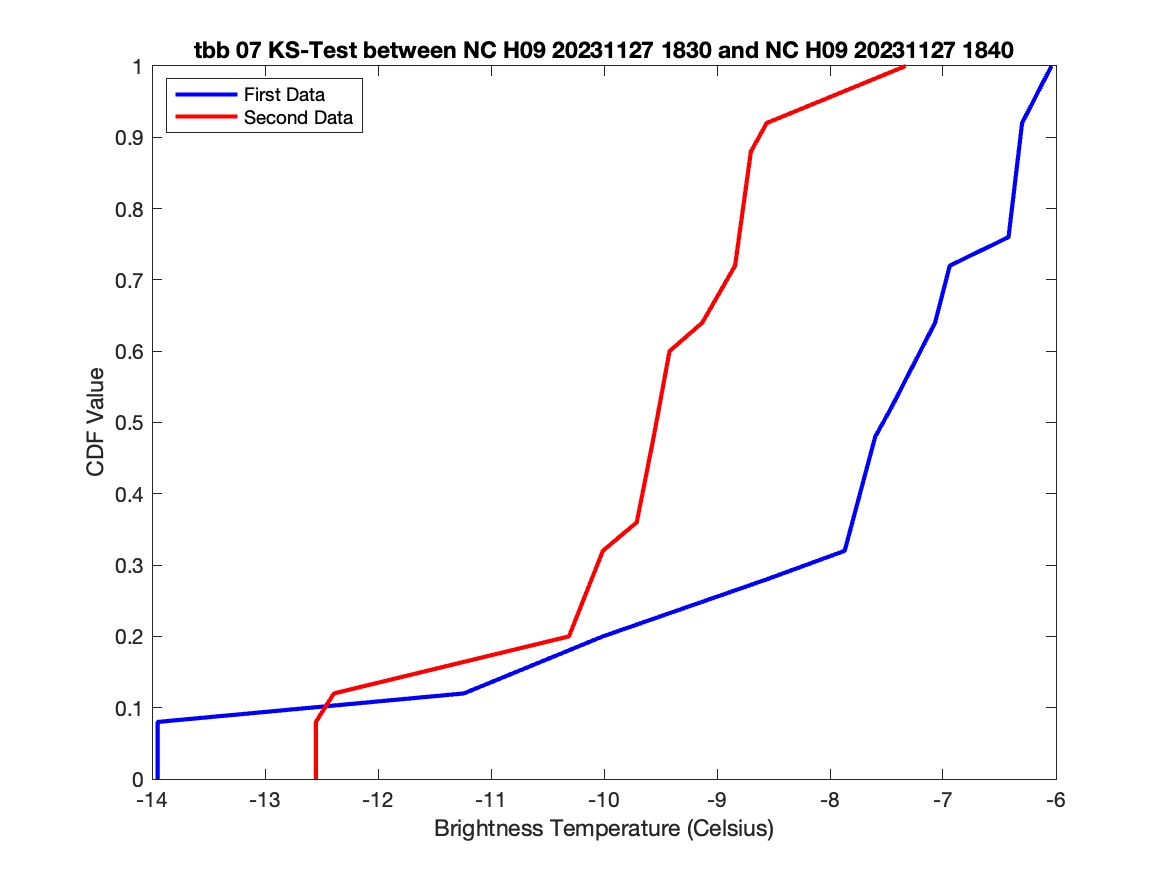 tbb 07 KS-Test between NC H09 20231127 1830 and NC H09 20231127 1840
First Data
Second Data
1
0.9
0.8
0.7
0.6
0.5
0.4
0.3
0.2
0.1
0
CDF Value
-14 -13 -12 -11 -10 -9 -8 -7 -6
Brightness Temperature (Celsius)